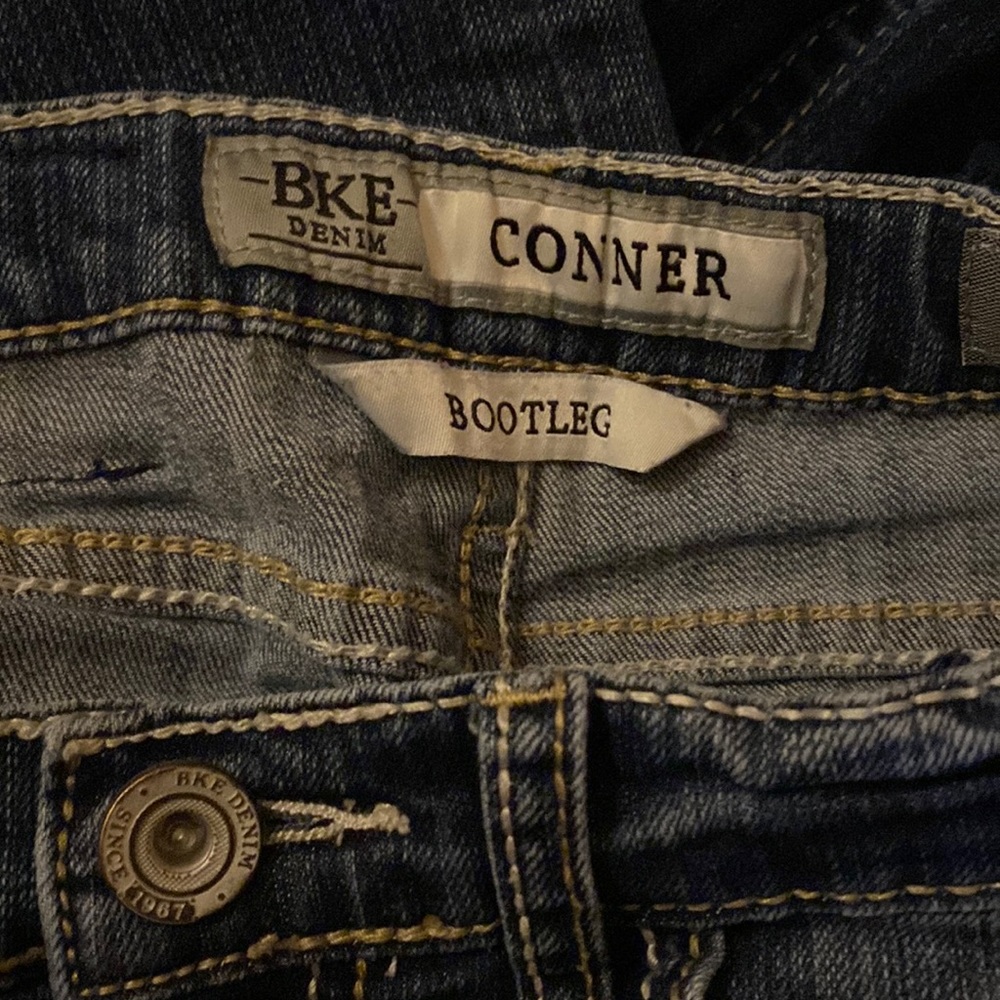 -BKE-
DENIM
CONNER
BOOTLEG
BKE DENIM
SINCE 1967